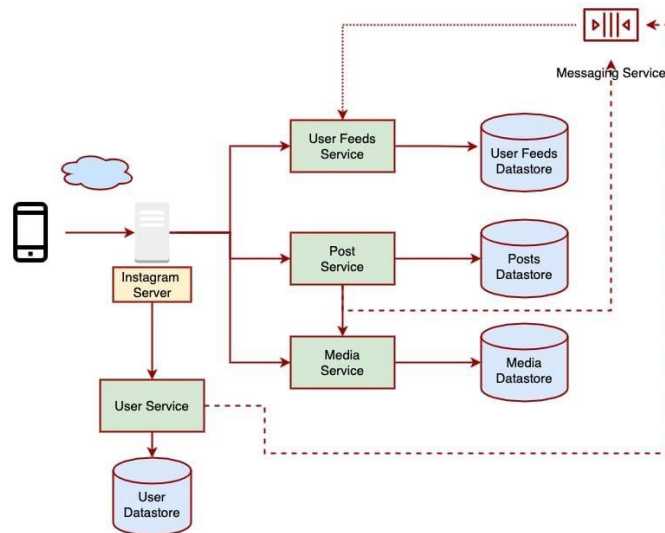 Messaging Service
User Feeds
Service
User Feeds
Datastore
Instagram
Server
Post
Service
Posts
Datastore
Media
Service
Media
Datastore
User Service
User
Datastore